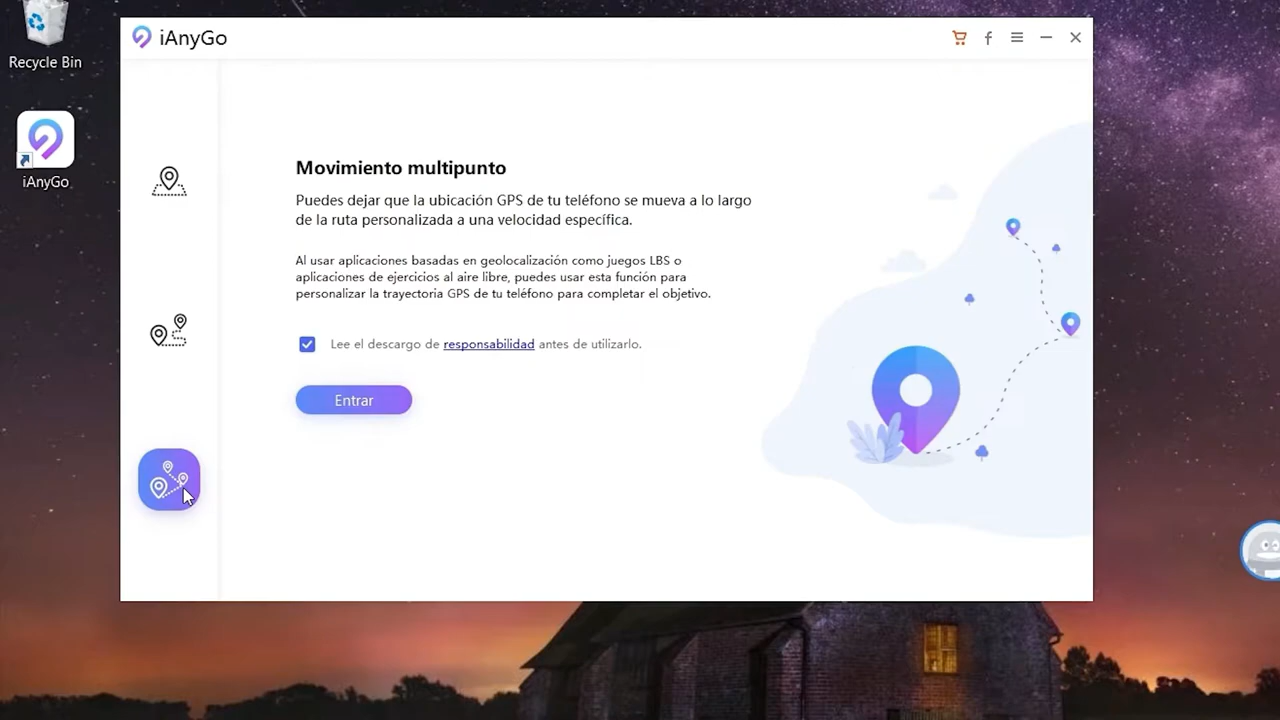 Recycle Bin
iAnyGo
iAnyGo
Movimiento multipunto
Puedes dejar que la ubicación GPS de tu teléfono se mueva a lo largo
de la ruta personalizada a una velocidad específica.
Al usar aplicaciones basadas en geolocalización como juegos LBS o
aplicaciones de ejercicios al aire libre, puedes usar esta función para
personalizar la trayectoria GPS de tu teléfono para completar el objetivo.
Lee el descargo de responsabilidad antes de utilizarlo.
Entrar